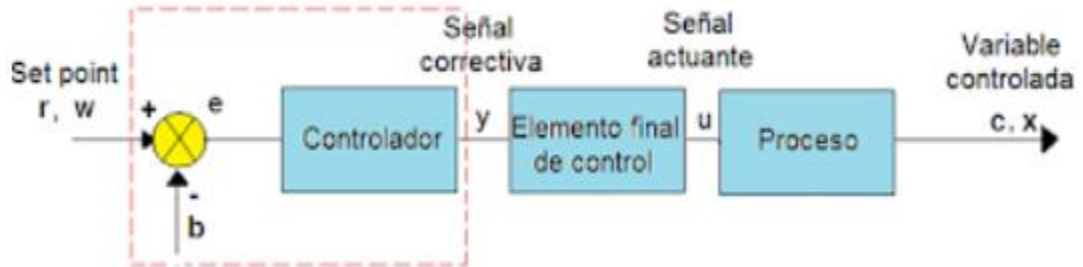 Set point
r, w
+
e
-
b
Controlador
Señal
correctiva
y
Elemento final
de control
Señal
actuante
u
Proceso
Variable
controlada
c, x